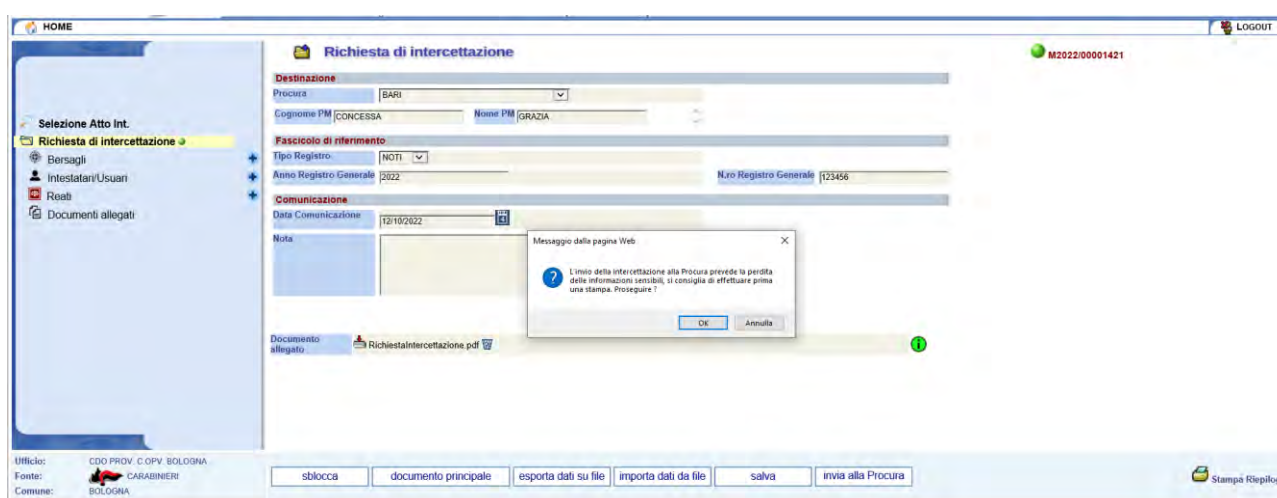 HOME
LOGOUT
Richiesta di intercettazione
M2022/00001421
Selezione Atto Int.
Richiesta di intercettazione
Bersagli
Intestatari/Usuari
Reati
Documenti allegati
Destinazione
Procura BARI
Cognome PM CONCESSA Nome PM GRAZIA
Fascicolo di riferimento
Tipo Registro NOTI
Anno Registro Generale 2022 N.ro Registro Generale 123456
Comunicazione
Data Comunicazione 12/10/2022
Nota
Messaggio dalla pagina Web
L'invio della intercettazione alla Procura prevede la perdita
delle informazioni sensibili, si consiglia di effettuare prima
una stampa. Proseguire ?
OK Annulla
Documento
allegato RichiestaIntercettazione.pdf
Ufficio: CDO PROV. C.OPV. BOLOGNA
Fonte: CARABINIERI
Comune: BOLOGNA
sblocca documento principale esporta dati su file importa dati da file salva invia alla Procura
Stampa Riepilo